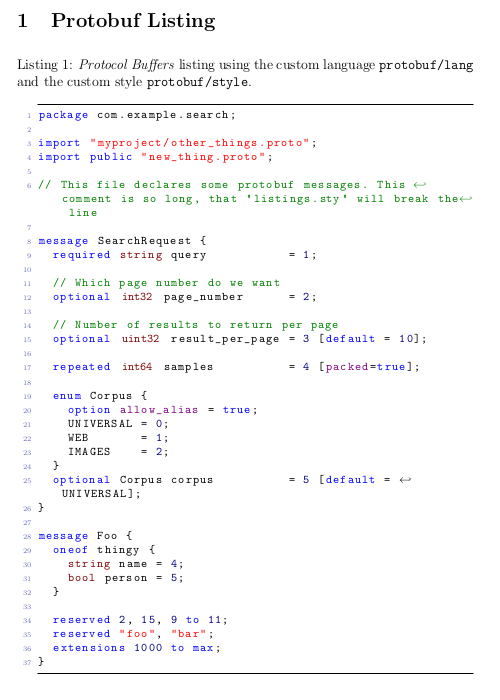 1 Protobuf Listing
Listing 1: Protocol Buffers listing using the custom language protobuf/lang
and the custom style protobuf/style.
1 package com.example.search;
2
3 import "myproject/other_things.proto";
4 import public "new_thing.proto";
5
6 // This file declares some protobuf messages. This ↩
comment is so long, that 'listings.sty' will break the↩
line
7
8 message SearchRequest {
9   required string query           = 1;
10
11   // Which page number do we want
12   optional int32 page_number      = 2;
13
14   // Number of results to return per page
15   optional uint32 result_per_page = 3 [default = 10];
16
17   repeated int64 samples          = 4 [packed=true];
18
19   enum Corpus {
20     option allow_alias = true;
21     UNIVERSAL = 0;
22     WEB       = 1;
23     IMAGES    = 2;
24   }
25   optional Corpus corpus          = 5 [default = ↩
UNIVERSAL];
26 }
27
28 message Foo {
29   oneof thingy {
30     string name = 4;
31     bool person = 5;
32   }
33
34   reserved 2, 15, 9 to 11;
35   reserved "foo", "bar";
36   extensions 1000 to max;
37 }